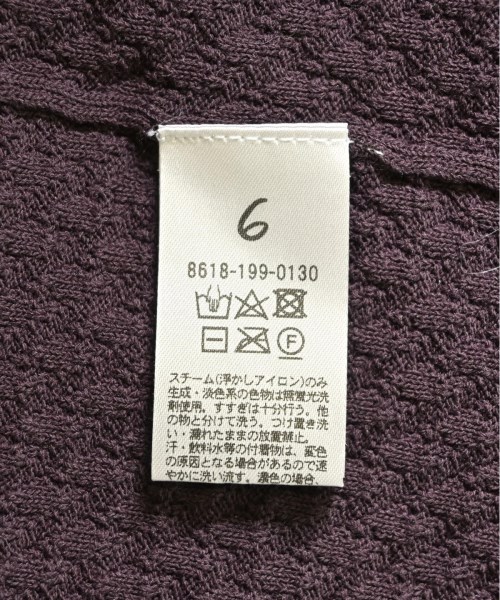 6
8618-199-0130
F
スチーム(浮かしアイロン)のみ
生成・淡色系の色物は無蛍光洗
剤使用。すすぎは十分行う。他
の物と分けて洗う。つけ置き洗
い・濡れたままの放置禁止。
汗・飲料水等の付着物は、変色
の原因となる場合があるので速
やかに洗い流す。濃色の場合、